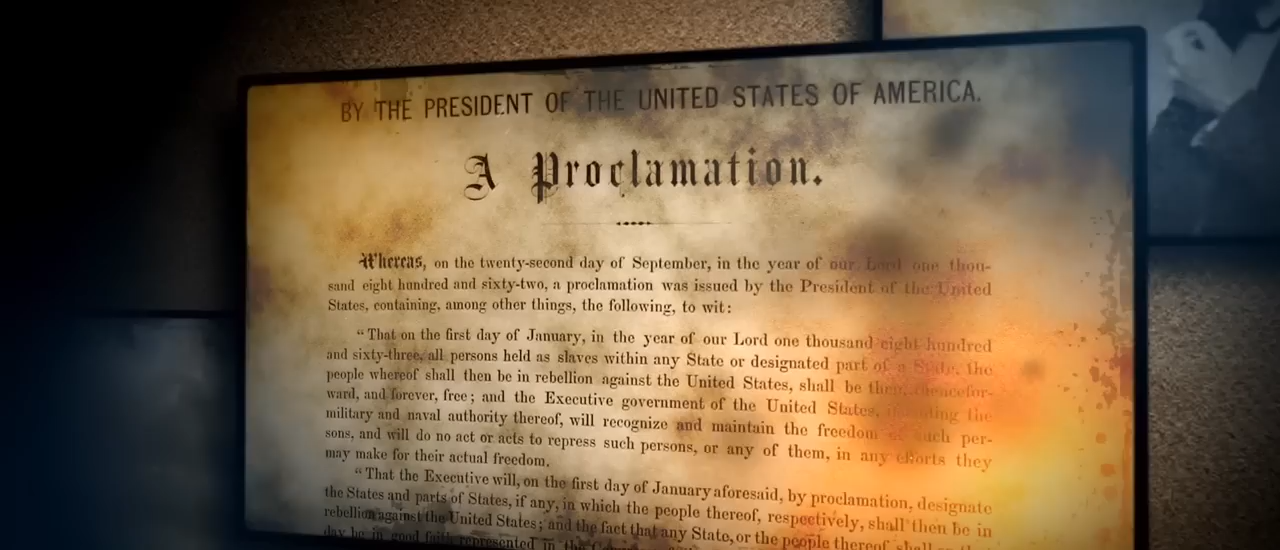 BY THE PRESIDENT OF THE UNITED STATES OF AMERICA.
A Proclamation.
Whereas, on the twenty-second day of September, in the year of our Lord one thou-
sand eight hundred and sixty-two, a proclamation was issued by the President of the United
States, containing, among other things, the following, to wit:
“That on the first day of January, in the year of our Lord one thousand eight hundred
and sixty-three, all persons held as slaves within any State or designated part of a State, the
people whereof shall then be in rebellion against the United States, shall be then, thencefor-
ward, and forever, free; and the Executive government of the United States, including the
military and naval authority thereof, will recognize and maintain the freedom of such per-
sons, and will do no act or acts to repress such persons, or any of them, in any efforts they
may make for their actual freedom.
“That the Executive will, on the first day of January aforesaid, by proclamation, designate
the States and parts of States, if any, in which the people thereof, respectively, shall then be in
rebellion against the United States; and the fact that any State, or the people thereof shall
day be in good faith represented in the